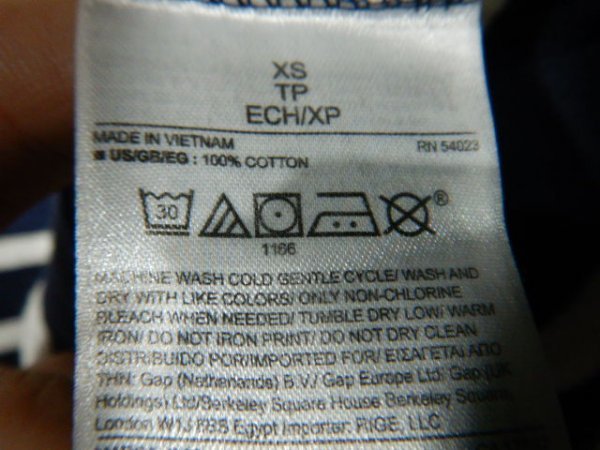 XS
TP
ECH/XP
MADE IN VIETNAM RN 54023
US/GB/EG : 100% COTTON
30
®
1166
MACHINE WASH COLD GENTLE CYCLE/ WASH AND
DRY WITH LIKE COLORS/ ONLY NON-CHLORINE
BLEACH WHEN NEEDED/ TUMBLE DRY LOW/ WARM
IRON/ DO NOT IRON PRINT/ DO NOT DRY CLEAN
DISTRIBUIDO POR/IMPORTED FOR/ ΕΙΣΑΓΕΤΑΙ ΑΠΟ
ΤΗΝ: Gap (Netherlands) B.V./ Gap Europe Ltd. Gap (UK
Holdings) Ltd/Berkeley Square House Berkeley Square
London Egypt Importer: RIGE, LLC